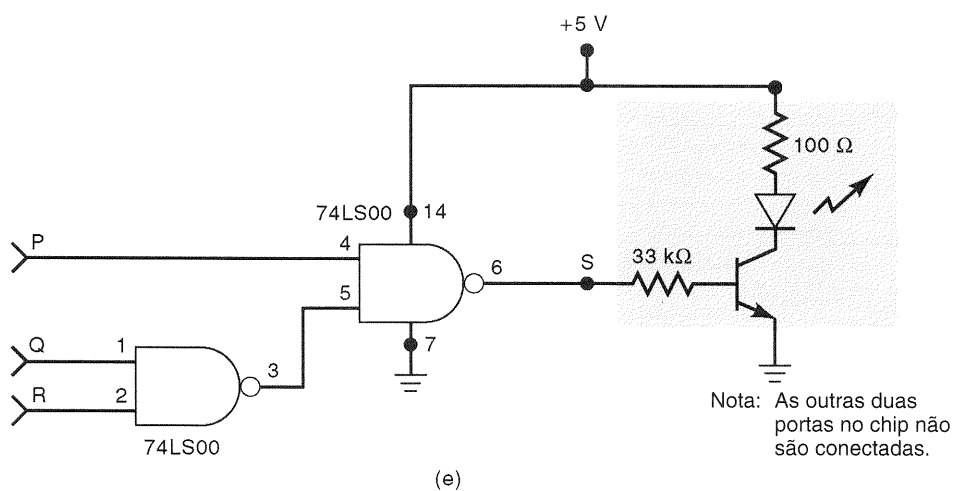 +5 V
100 Ω
74LS00
14
P
4
33 kΩ
S
6
5
7
Q
1
3
R
2
74LS00
Nota: As outras duas
portas no chip não
são conectadas.
(e)